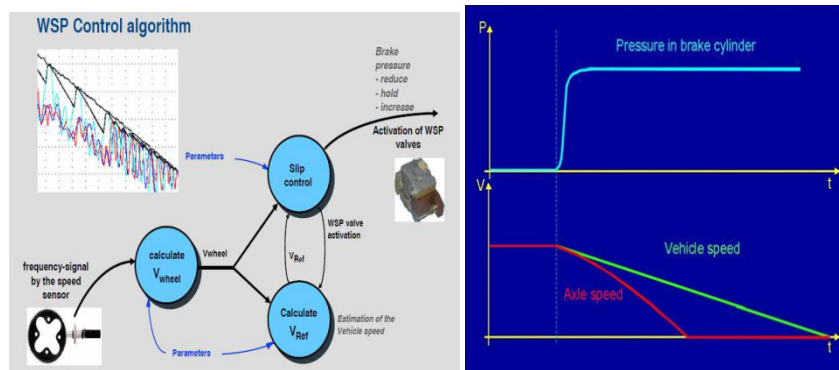 WSP Control algorithm
Brake
pressure
- reduce
- hold
- increase
Activation of WSP
valves
Parameters
Slip
control
WSP valve
activation
VRef
frequency-signal
by the speed
sensor
calculate
Vwheel
Vwheel
Calculate
VRef
Estimation of the
Vehicle speed
Parameters
P
Pressure in brake cylinder
t
V
Vehicle speed
Axle speed
t